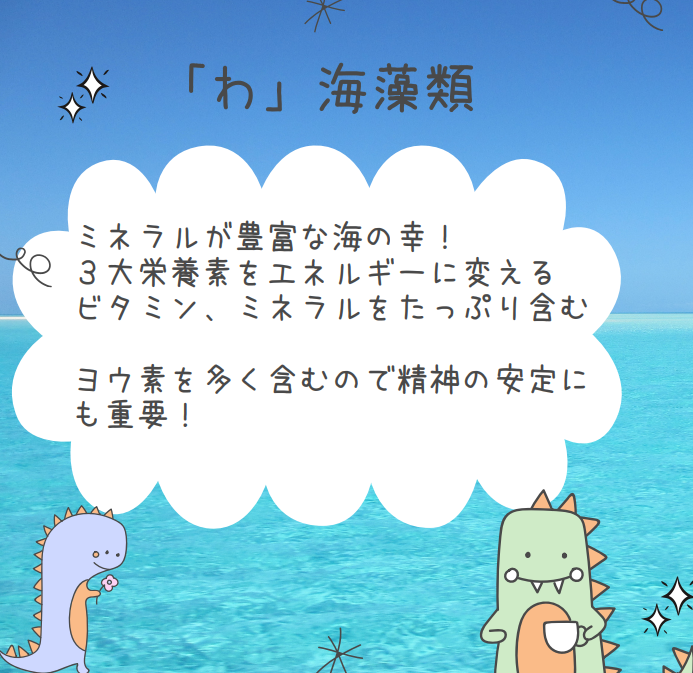 「わ」海藻類
ミネラルが豊富な海の幸！
３大栄養素をエネルギーに変える
ビタミン、ミネラルをたっぷり含む
ヨウ素を多く含むので精神の安定に
も重要！